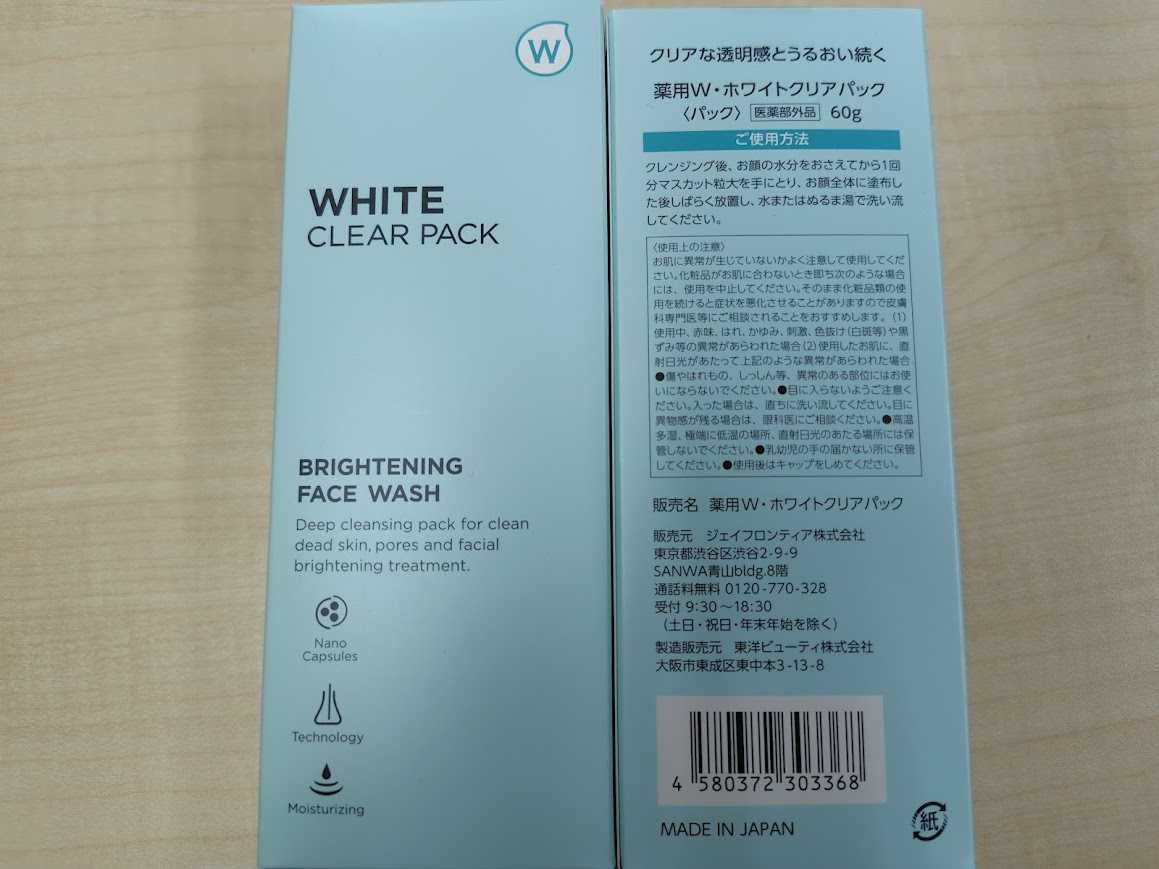 W
WHITE
CLEAR PACK
BRIGHTENING
FACE WASH
Deep cleansing pack for clean
dead skin, pores and facial
brightening treatment.
Nano
Capsules
Technology
Moisturizing
クリアな透明感とうるおい続く
薬用W・ホワイトクリアパック
〈パック〉 医薬部外品 60g
ご使用方法
クレンジング後、お顔の水分をおさえてから1回
分マスカット粒大を手にとり、お顔全体に塗布し
た後しばらく放置し、水またはぬるま湯で洗い流
してください。
〈使用上の注意〉
お肌に異常が生じていないかよく注意して使用してくだ
さい。化粧品がお肌に合わないとき即ち次のような場合
には、使用を中止してください。そのまま化粧品類の使
用を続けると症状を悪化させることがありますので皮膚
科専門医等にご相談されることをおすすめします。(1)
使用中、赤味、はれ、かゆみ、刺激、色抜け(白斑等)や黒
ずみ等の異常があらわれた場合(2)使用したお肌に、直
射日光があたって上記のような異常があらわれた場合
●傷やはれもの、しっしん等、異常のある部位にはお使
いにならないでください。●目に入らないようご注意く
ださい。入った場合は、直ちに洗い流してください。目に
異物感が残る場合は、眼科医にご相談ください。●高温
多湿、極端に低温の場所、直射日光のあたる場所には保
管しないでください。●乳幼児の手の届かない所に保管
してください。●使用後はキャップをしめてください。
販売名 薬用W・ホワイトクリアパック
販売元 ジェイフロンティア株式会社
東京都渋谷区渋谷2-9-9
SANWA青山bldg.8階
通話料無料 0120-770-328
受付 9:30～18:30
(土日・祝日・年末年始を除く)
製造販売元 東洋ビューティ株式会社
大阪市東成区東中本3-13-8
4 580372 303368
MADE IN JAPAN
紙